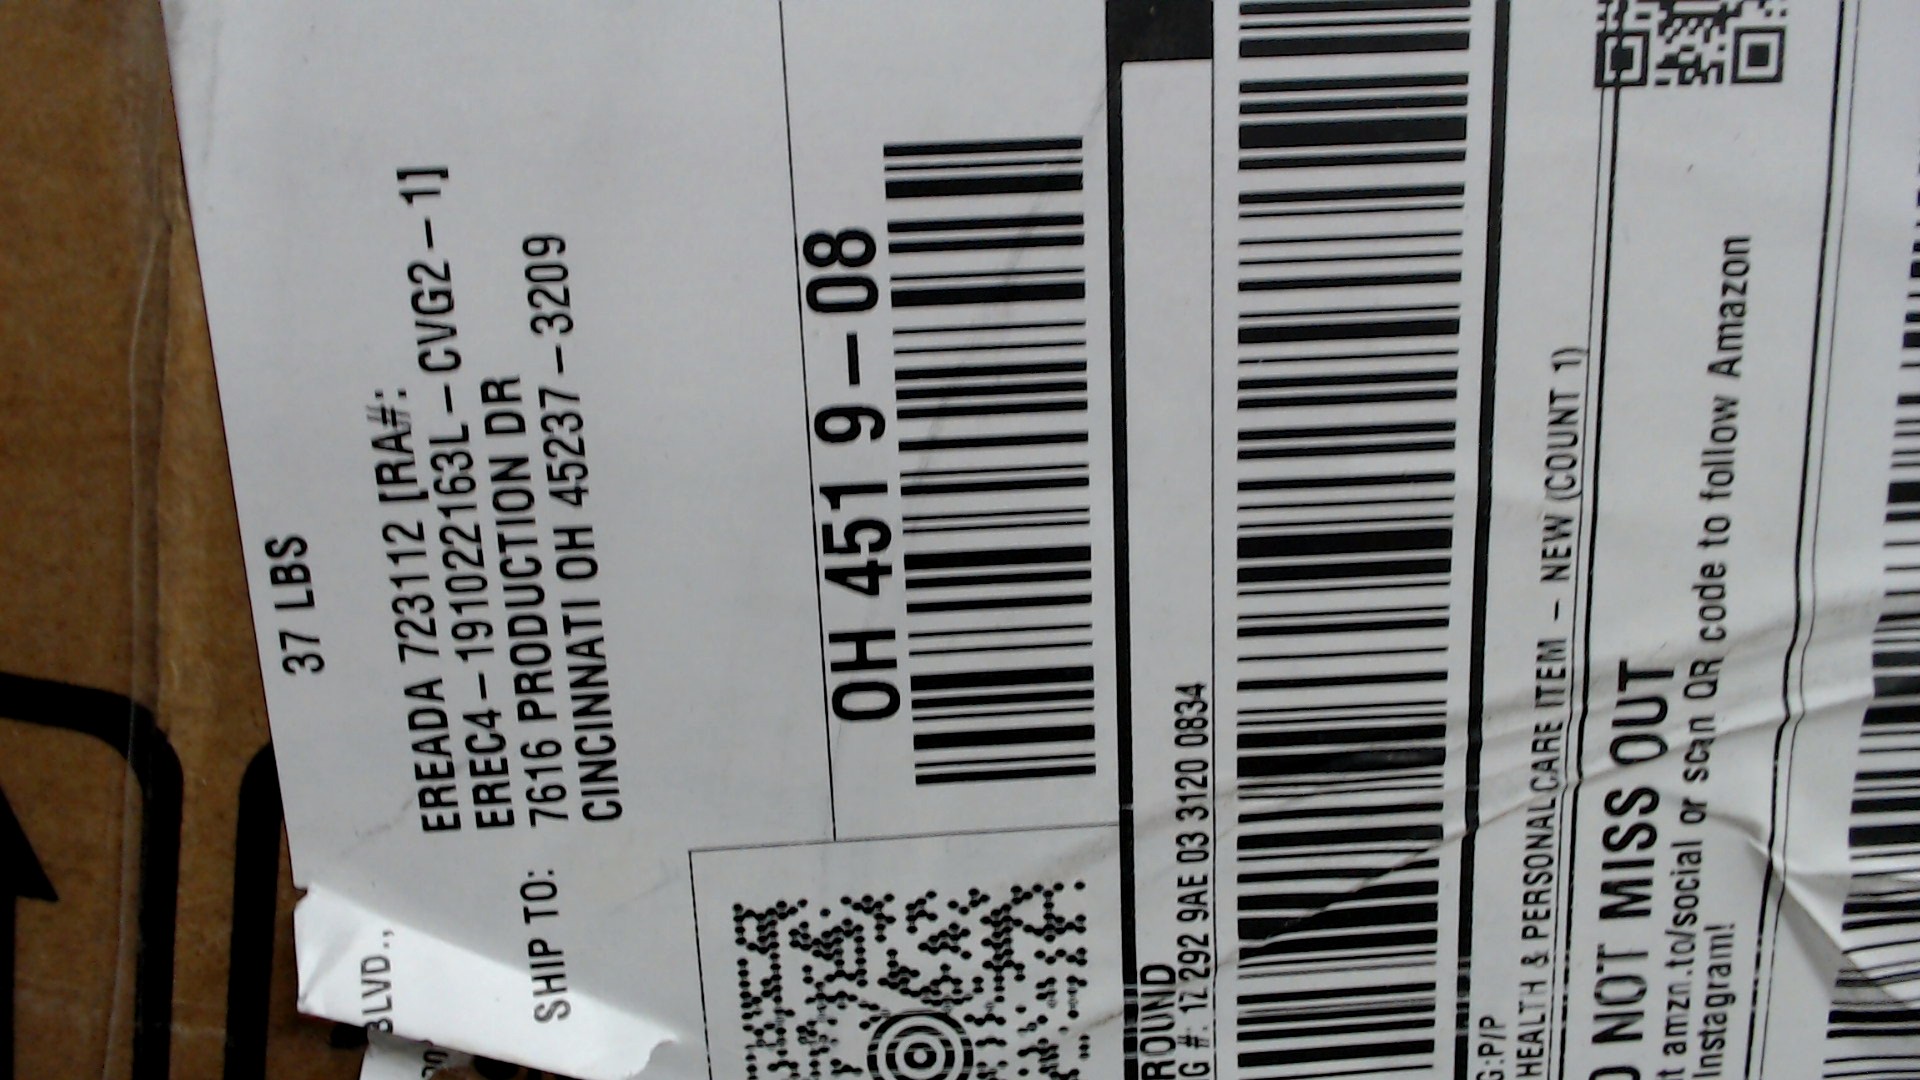 BLVD.,
37 LBS
EREADA 723112 [RA#:
EREC4-191022163L-CVG2-1]
SHIP TO: 7616 PRODUCTION DR
CINCINNATI OH 45237-3209
OH 451 9-08
ROUND
G #: 1Z 292 9AE 03 3120 0834
G:P/P
HEALTH & PERSONAL CARE ITEM - NEW (COUNT 1)
NOT MISS OUT
t amzn.to/social or scan QR code to follow Amazon
Instagram!